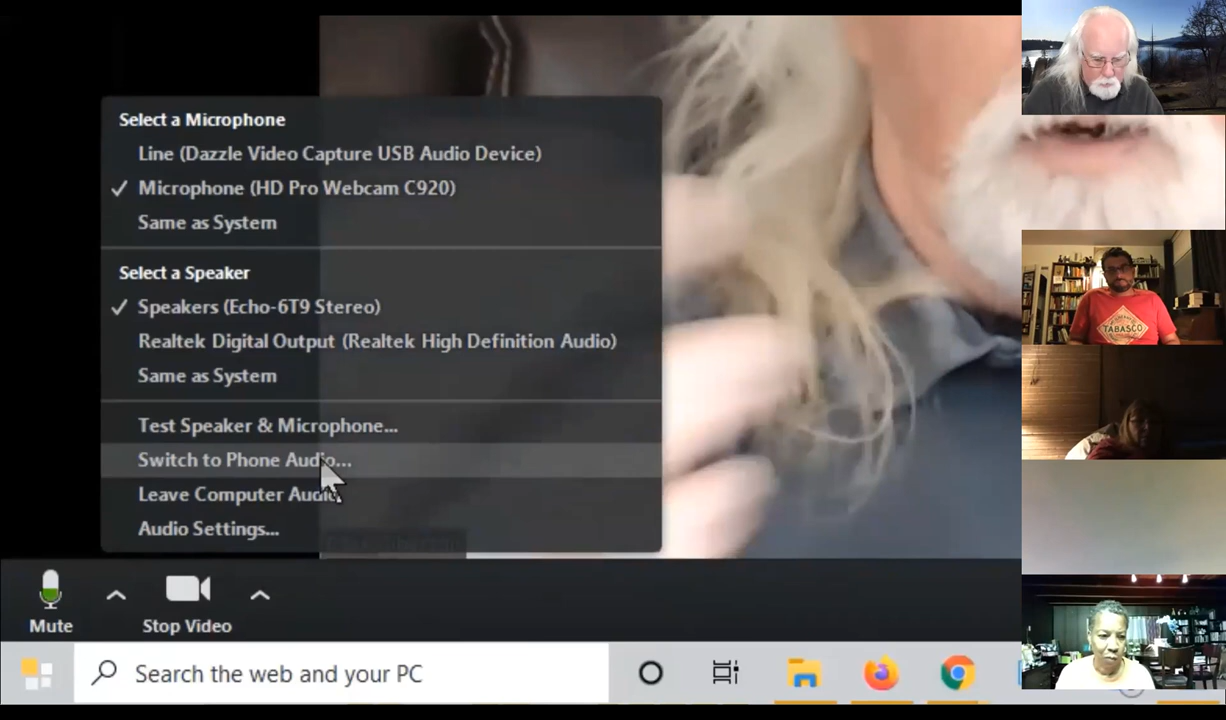 Select a Microphone
Line (Dazzle Video Capture USB Audio Device)
✓ Microphone (HD Pro Webcam C920)
Same as System
Select a Speaker
✓ Speakers (Echo-6T9 Stereo)
Realtek Digital Output (Realtek High Definition Audio)
Same as System
Test Speaker & Microphone...
Switch to Phone Audio...
Leave Computer Audio
Audio Settings...
Mute
Stop Video
Search the web and your PC
TABASCO